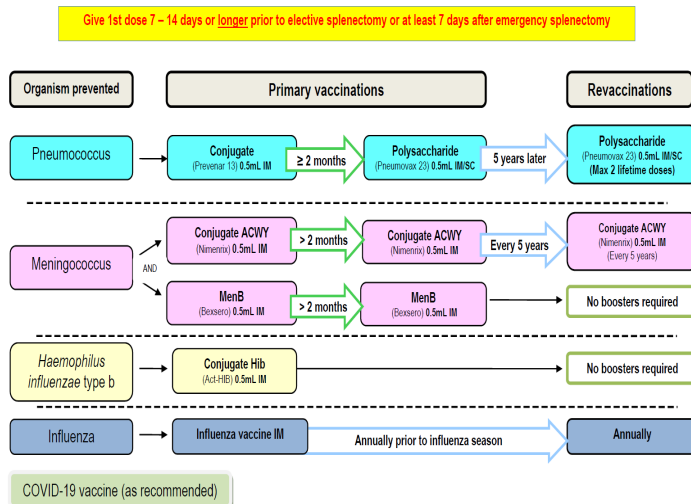 Give 1st dose 7 – 14 days or longer prior to elective splenectomy or at least 7 days after emergency splenectomy
Organism prevented
Primary vaccinations
Revaccinations
Pneumococcus
Conjugate
(Prevenar 13) 0.5mL IM
≥ 2 months
Polysaccharide
(Pneumovax 23) 0.5mL IM/SC
5 years later
Polysaccharide
(Pneumovax 23) 0.5mL IM/SC
(Max 2 lifetime doses)
Meningococcus
AND
Conjugate ACWY
(Nimenrix) 0.5mL IM
> 2 months
Conjugate ACWY
(Nimenrix) 0.5mL IM
Every 5 years
Conjugate ACWY
(Nimenrix) 0.5mL IM
(Every 5 years)
MenB
(Bexsero) 0.5mL IM
> 2 months
MenB
(Bexsero) 0.5mL IM
No boosters required
Haemophilus
influenzae type b
Conjugate Hib
(Act-HIB) 0.5mL IM
No boosters required
Influenza
Influenza vaccine IM
Annually prior to influenza season
Annually
COVID-19 vaccine (as recommended)